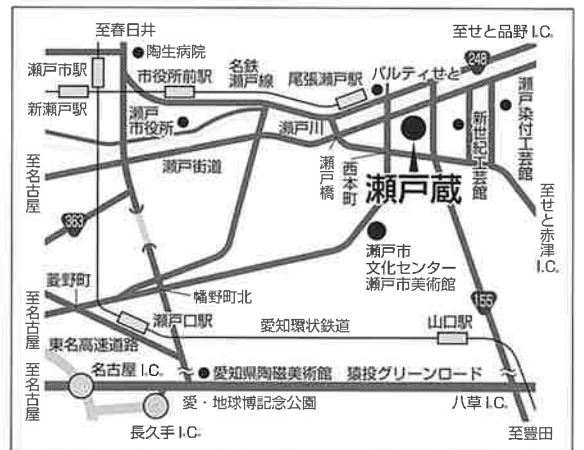 至春日井
陶生病院
至せと品野I.C.
248
瀬戸市駅
市役所前駅
名鉄
瀬戸線
尾張瀬戸駅
パルティせと
新瀬戸駅
瀬戸
市役所
瀬戸川
瀬戸染付工芸館
新世紀工芸館
至名古屋
瀬戸街道
瀬戸橋
西本町
瀬戸蔵
363
至せと赤津I.C.
瀬戸市
文化センター
瀬戸市美術館
菱野町
幡野町北
155
至名古屋
瀬戸口駅
愛知環状鉄道
山口駅
東名高速道路
至名古屋
名古屋I.C.
愛知県陶磁美術館
猿投グリーンロード
愛・地球博記念公園
八草I.C.
長久手I.C.
至豊田